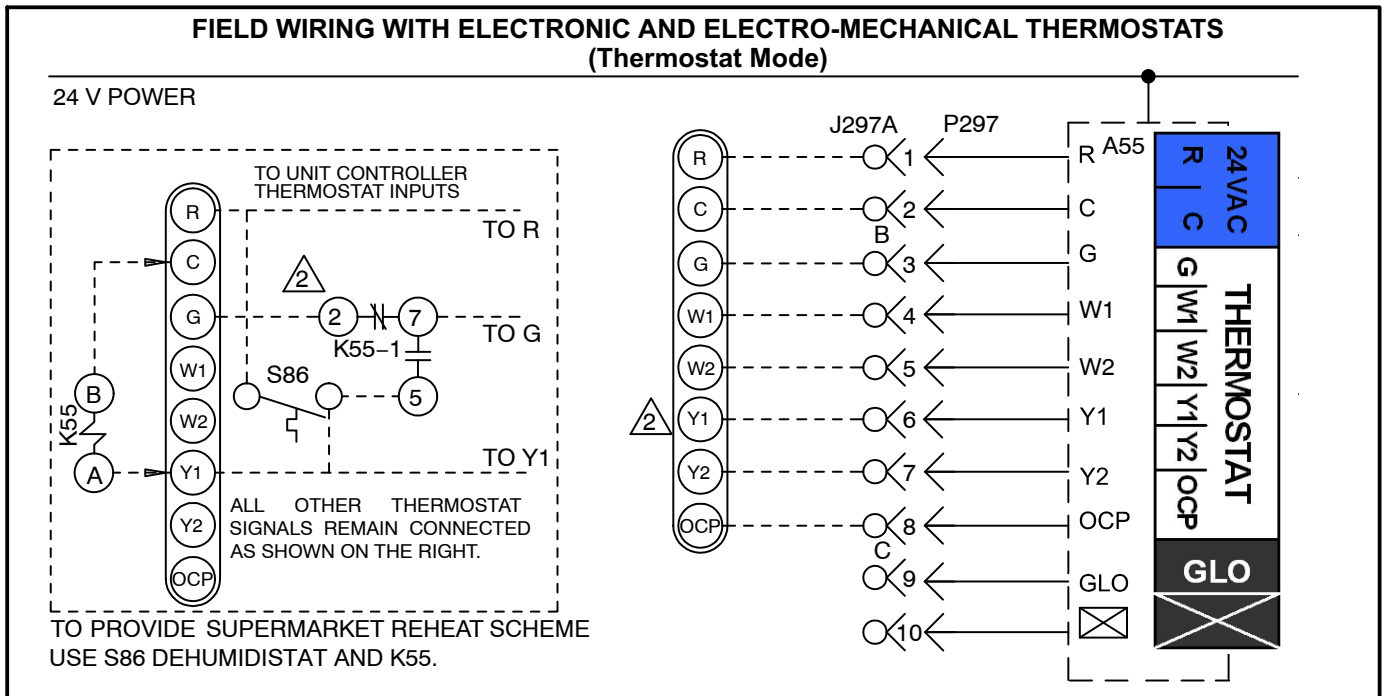 FIELD WIRING WITH ELECTRONIC AND ELECTRO-MECHANICAL THERMOSTATS
(Thermostat Mode)
24 V POWER
TO UNIT CONTROLLER
THERMOSTAT INPUTS
R
TO R
C
2
G
2
7
TO G
K55-1
W1
S86
B
5
K55
W2
A
Y1
TO Y1
Y2
ALL OTHER THERMOSTAT
SIGNALS REMAIN CONNECTED
AS SHOWN ON THE RIGHT.
OCP
TO PROVIDE SUPERMARKET REHEAT SCHEME
USE S86 DEHUMIDISTAT AND K55.
J297A
P297
A55
R
1
R
C
2
C
B
G
3
G
W1
4
W1
W2
5
W2
2
Y1
6
Y1
Y2
7
Y2
OCP
8
OCP
C
9
GLO
10
24VAC
R
C
THERMOSTAT
G
W1
W2
Y1
Y2
OCP
GLO